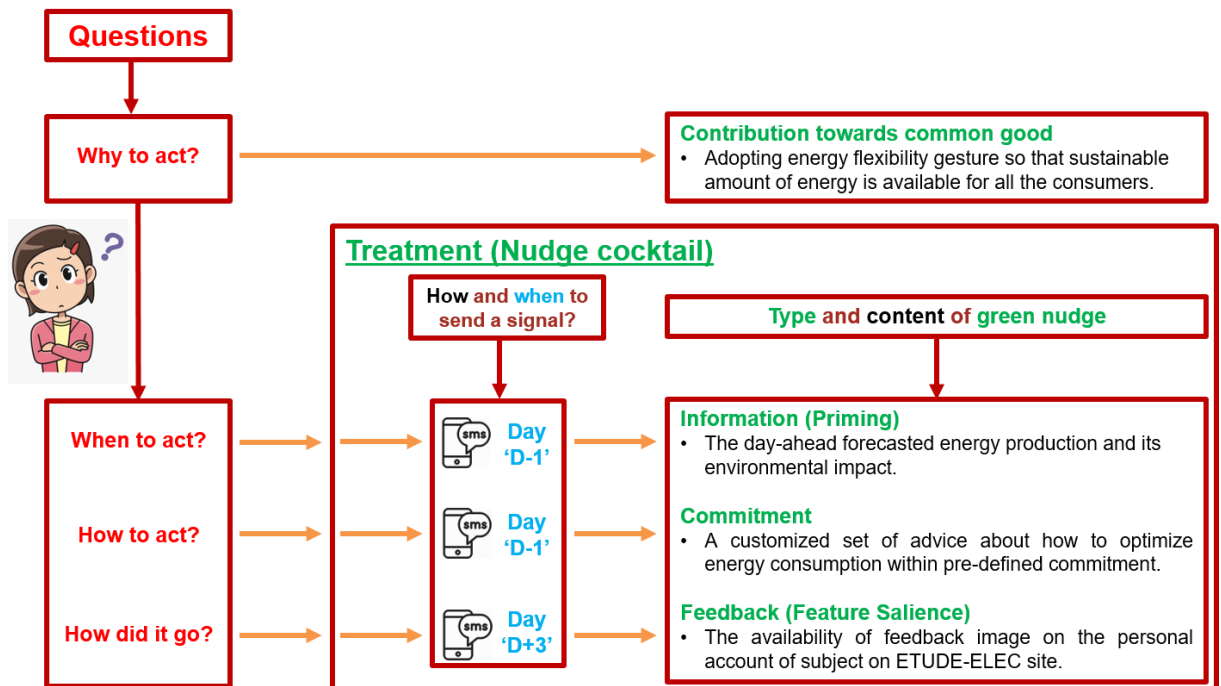 Questions
Why to act?
Contribution towards common good
• Adopting energy flexibility gesture so that sustainable
amount of energy is available for all the consumers.
?
Treatment (Nudge cocktail)
How and when to
send a signal?
Type and content of green nudge
When to act?
sms
Day
‘D-1’
Information (Priming)
• The day-ahead forecasted energy production and its
environmental impact.
How to act?
sms
Day
‘D-1’
Commitment
• A customized set of advice about how to optimize
energy consumption within pre-defined commitment.
How did it go?
sms
Day
‘D+3’
Feedback (Feature Salience)
• The availability of feedback image on the personal
account of subject on ETUDE-ELEC site.